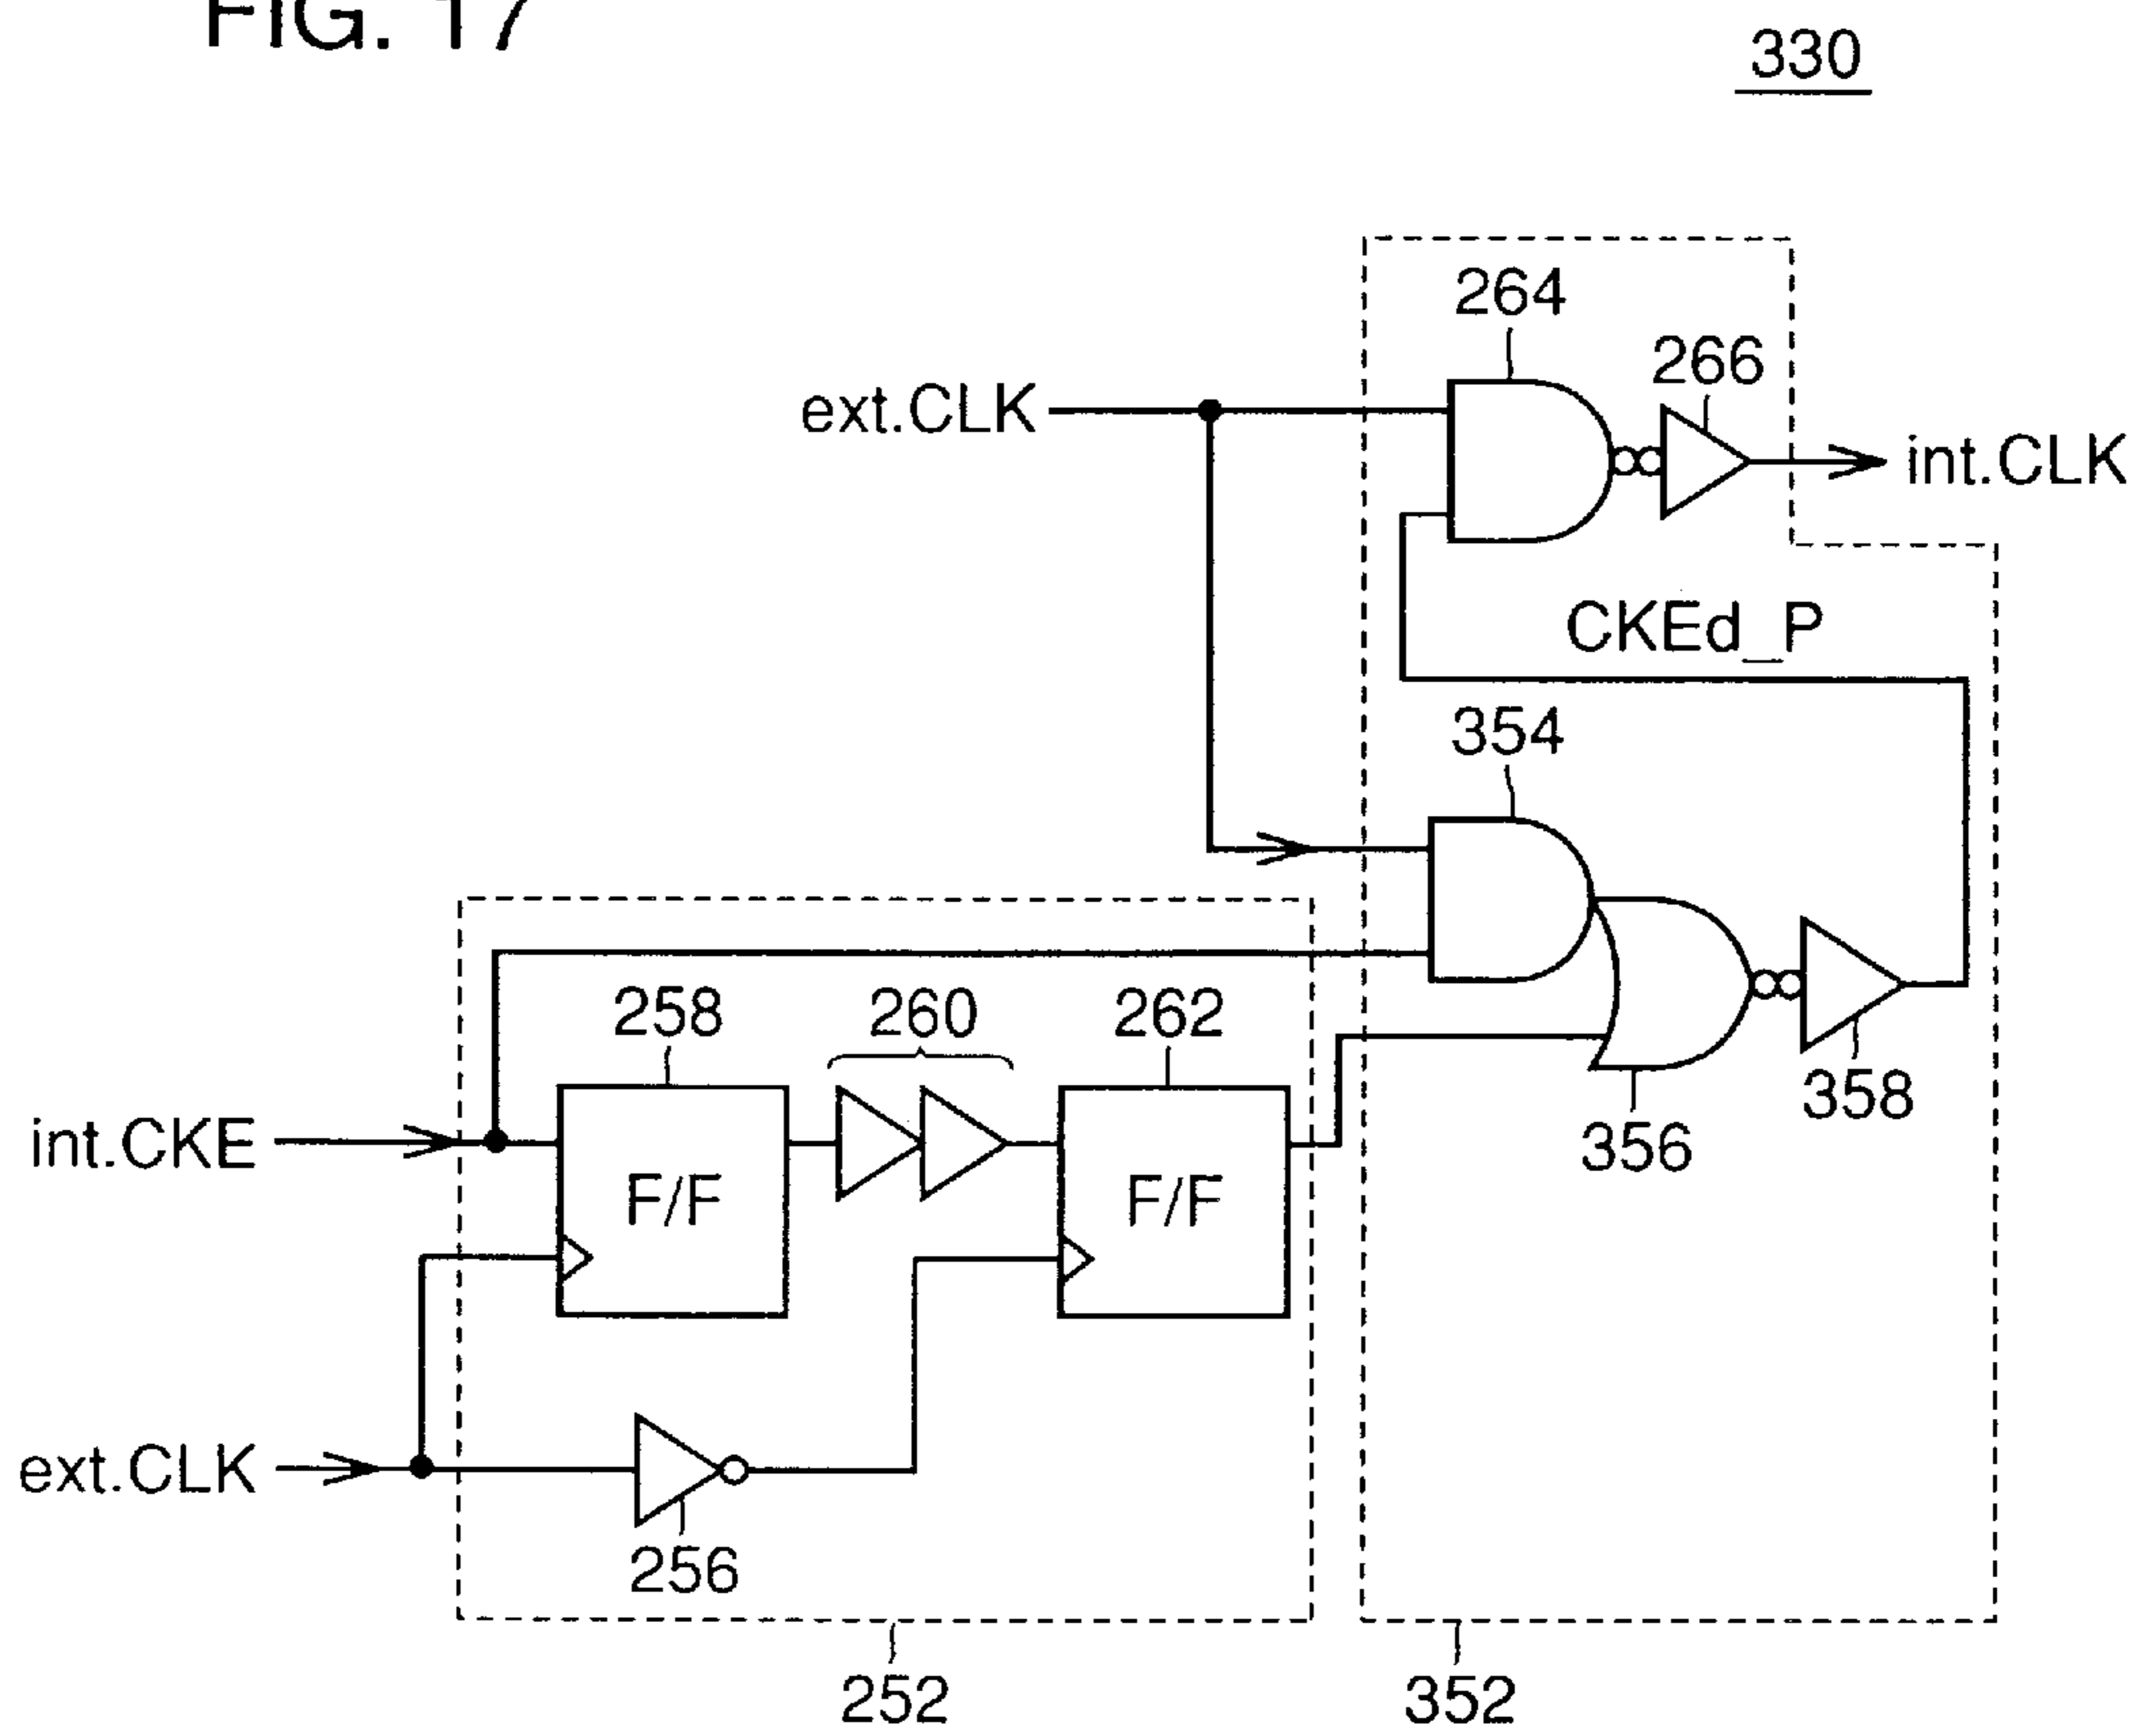 FIG. 17
330
264
266
ext.CLK
int.CLK
CKEd_P
354
258
260
262
358
356
int.CKE
F/F
F/F
ext.CLK
256
252
352